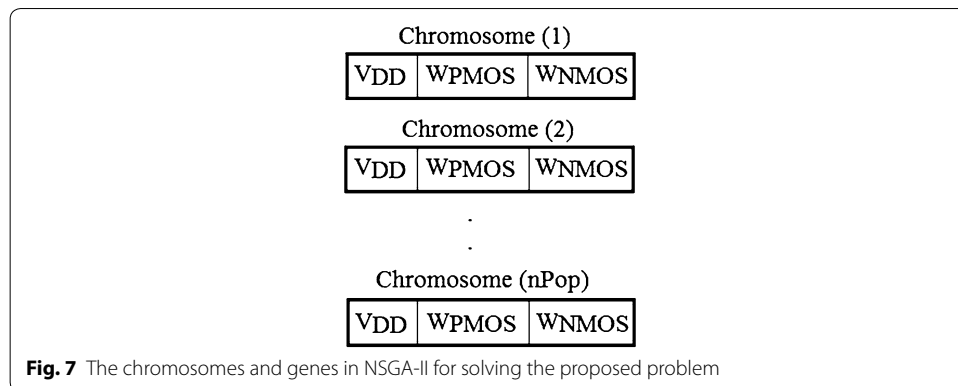 Chromosome (1)
VDD WPMOS WNMOS
Chromosome (2)
VDD WPMOS WNMOS
.
.
Chromosome (nPop)
VDD WPMOS WNMOS
Fig. 7 The chromosomes and genes in NSGA-II for solving the proposed problem